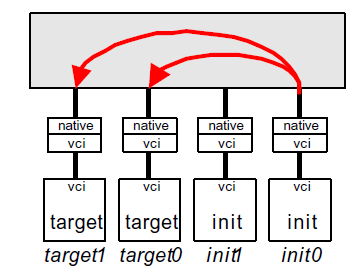 native native native native
vci vci vci vci
vci vci vci vci
target target init init
target1 target0 init1 init0